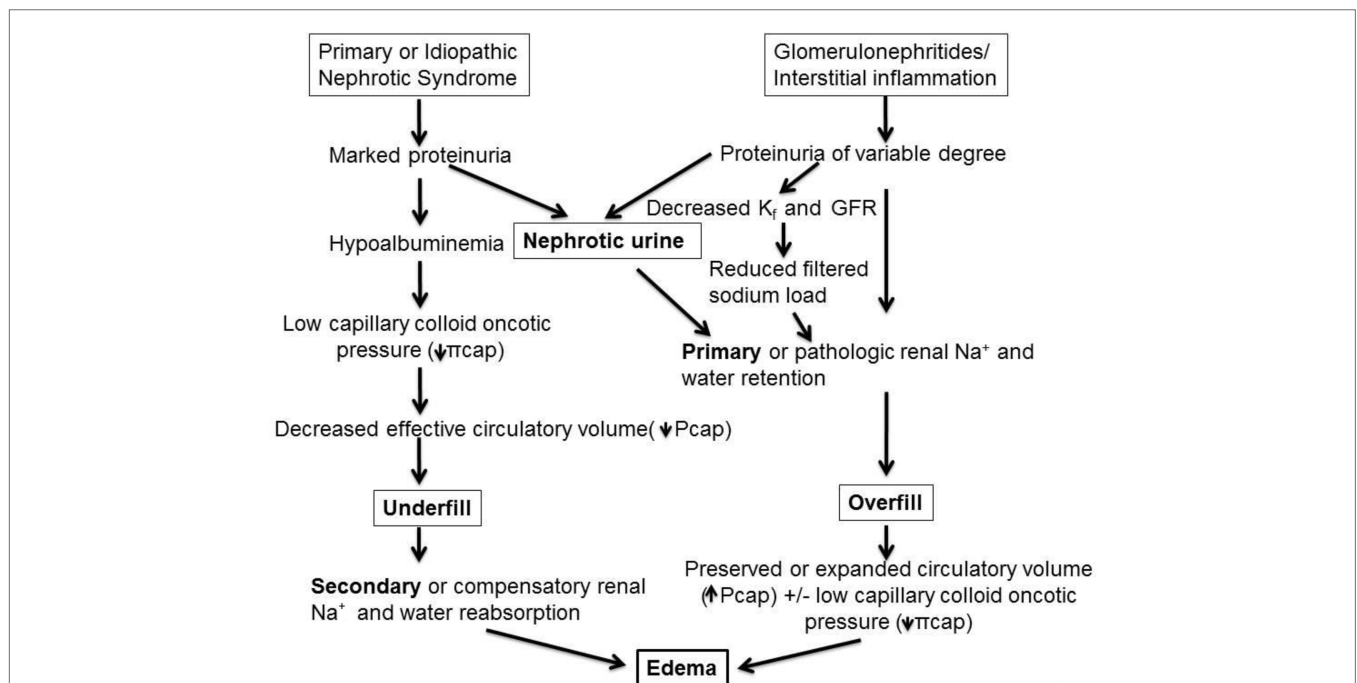 Primary or Idiopathic
Nephrotic Syndrome
Glomerulonephritides/
Interstitial inflammation
Marked proteinuria
Proteinuria of variable degree
Decreased Kf and GFR
Hypoalbuminemia
Nephrotic urine
Reduced filtered
sodium load
Low capillary colloid oncotic
pressure (↓πcap)
Primary or pathologic renal Na⁺ and
water retention
Decreased effective circulatory volume(↓Pcap)
Underfill
Overfill
Secondary or compensatory renal
Na⁺ and water reabsorption
Preserved or expanded circulatory volume
(↑Pcap) +/- low capillary colloid oncotic
pressure (↓πcap)
Edema